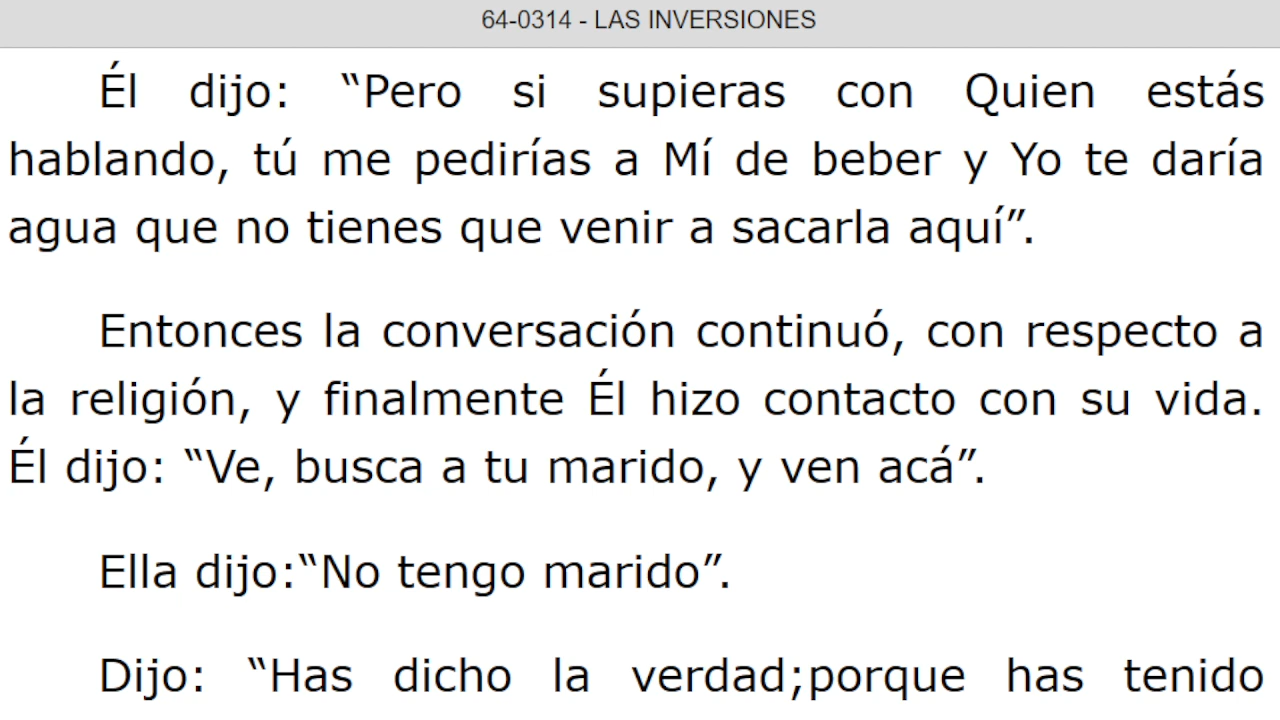 64-0314 - LAS INVERSIONES
Él dijo: “Pero si supieras con Quien estás
hablando, tú me pedirías a Mí de beber y Yo te daría
agua que no tienes que venir a sacarla aquí”.
Entonces la conversación continuó, con respecto a
la religión, y finalmente Él hizo contacto con su vida.
Él dijo: “Ve, busca a tu marido, y ven acá”.
Ella dijo:“No tengo marido”.
Dijo: “Has dicho la verdad;porque has tenido